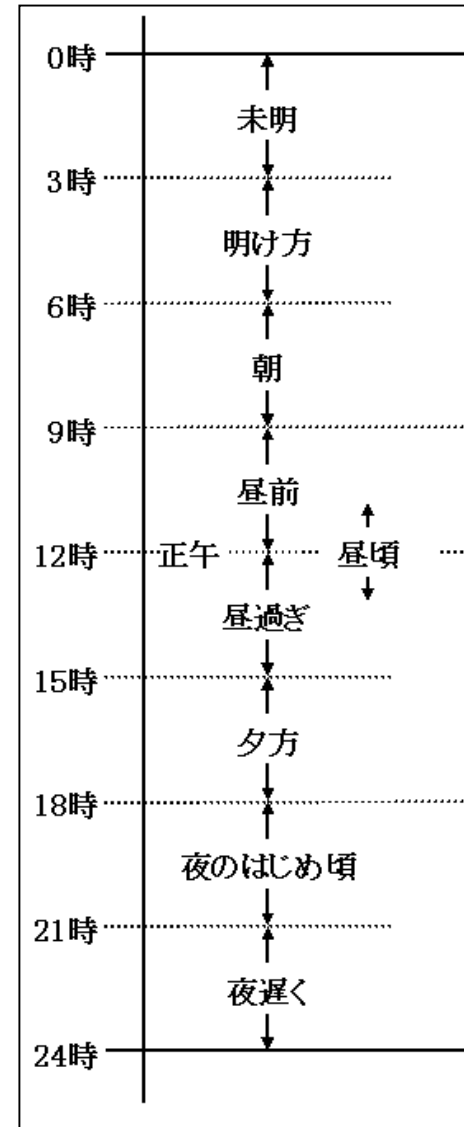 0時
未明
3時
明け方
6時
朝
9時
昼前
12時 正午 昼頃
昼過ぎ
15時
夕方
18時
夜のはじめ頃
21時
夜遅く
24時